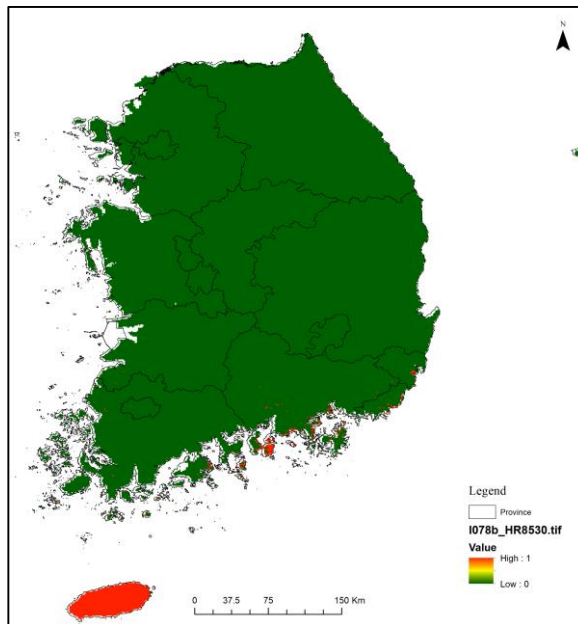 N
Legend
Province
I078b_HR8530.tif
Value
High : 1
Low : 0
0 37.5 75 150 Km